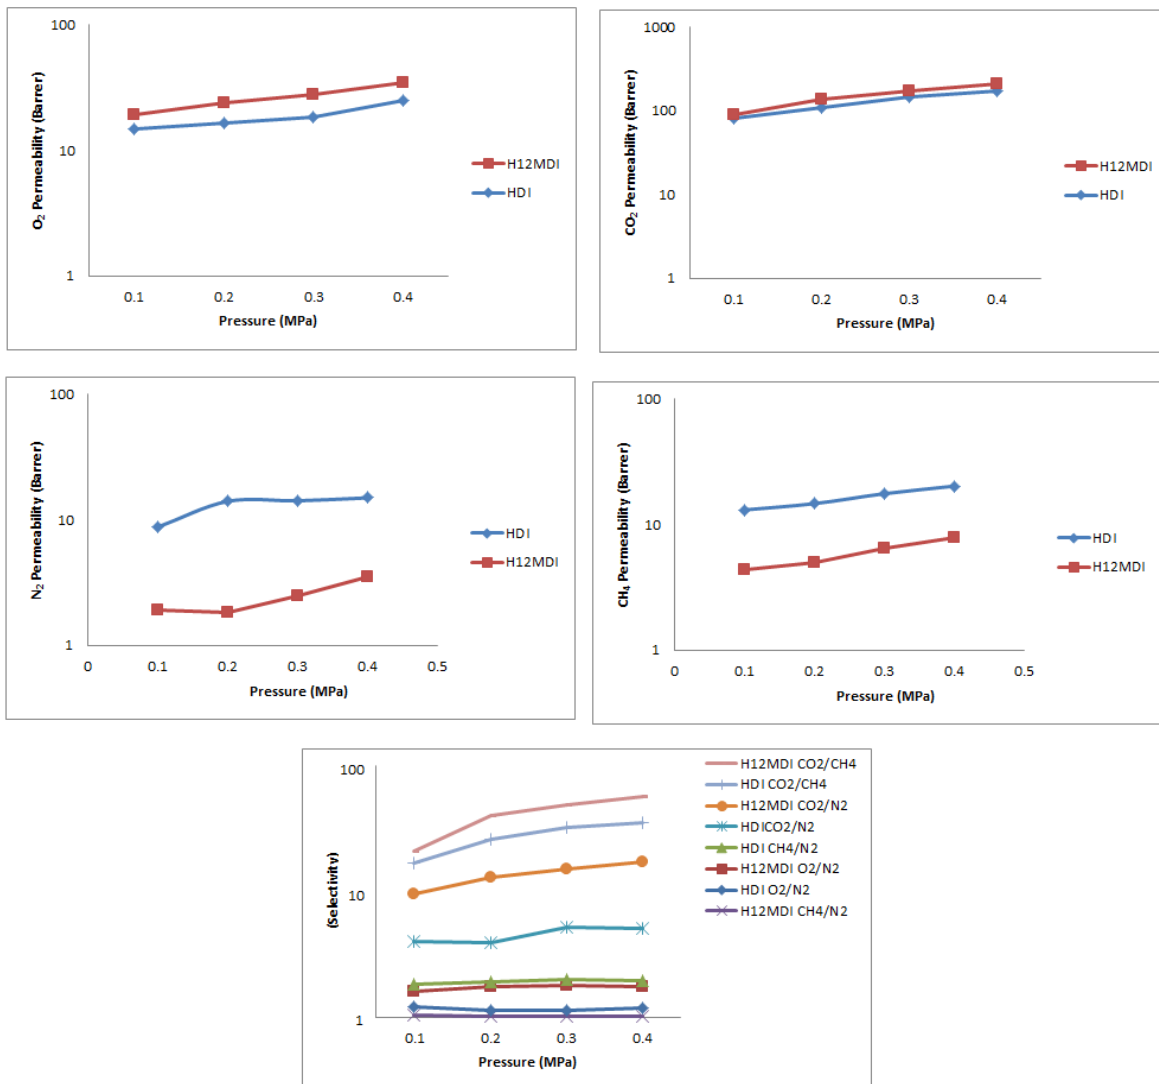 O₂ Permeability (Barrer)
100
10
1
0.1 0.2 0.3 0.4
Pressure (MPa)
H12MDI
HDI
CO₂ Permeability (Barrer)
1000
100
10
1
0.1 0.2 0.3 0.4
Pressure (MPa)
H12MDI
HDI
N₂ Permeability (Barrer)
100
10
1
0 0.1 0.2 0.3 0.4 0.5
Pressure (MPa)
HDI
H12MDI
CH₄ Permeability (Barrer)
100
10
1
0 0.1 0.2 0.3 0.4 0.5
Pressure (MPa)
HDI
H12MDI
(Selectivity)
100
10
1
0.1 0.2 0.3 0.4
Pressure (MPa)
H12MDI CO2/CH4
HDI CO2/CH4
H12MDI CO2/N2
HDICO2/N2
HDI CH4/N2
H12MDI O2/N2
HDI O2/N2
H12MDI CH4/N2